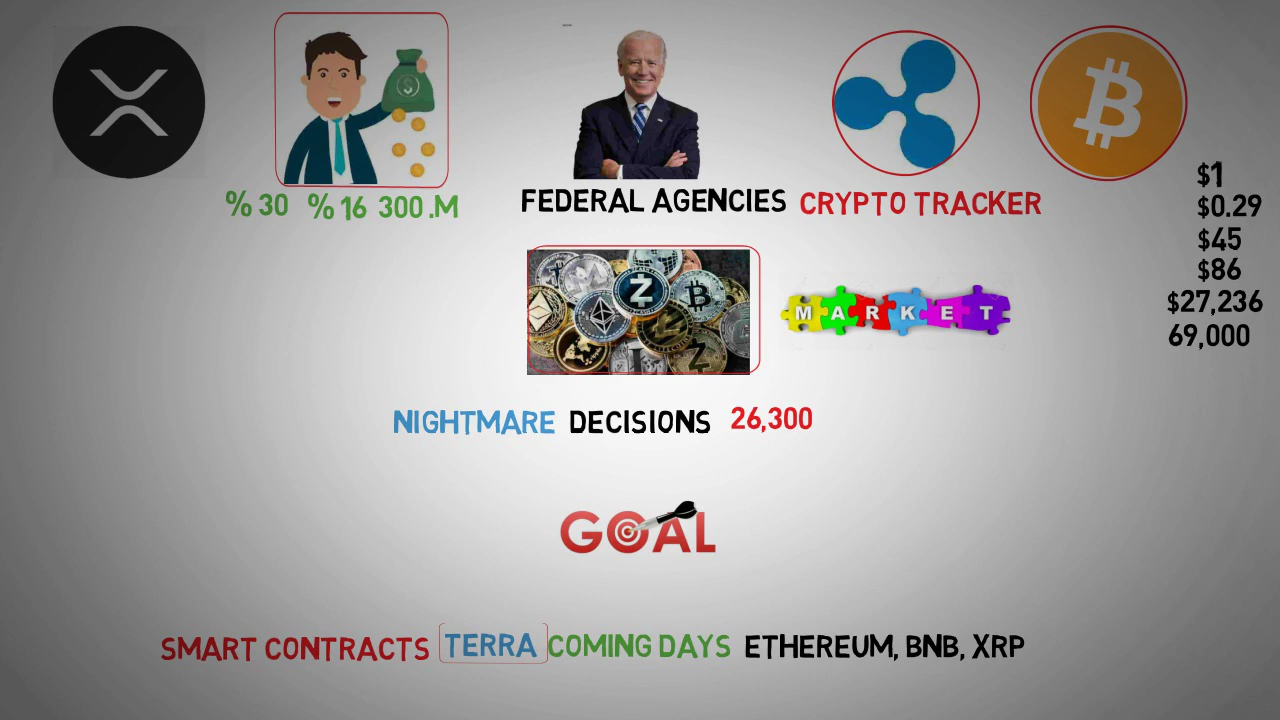 % 30 % 16 300 .M
FEDERAL AGENCIES CRYPTO TRACKER
$1
$0.29
$45
$86
$27,236
69,000
MARKET
NIGHTMARE DECISIONS 26,300
GOAL
SMART CONTRACTS TERRA COMING DAYS ETHEREUM, BNB, XRP